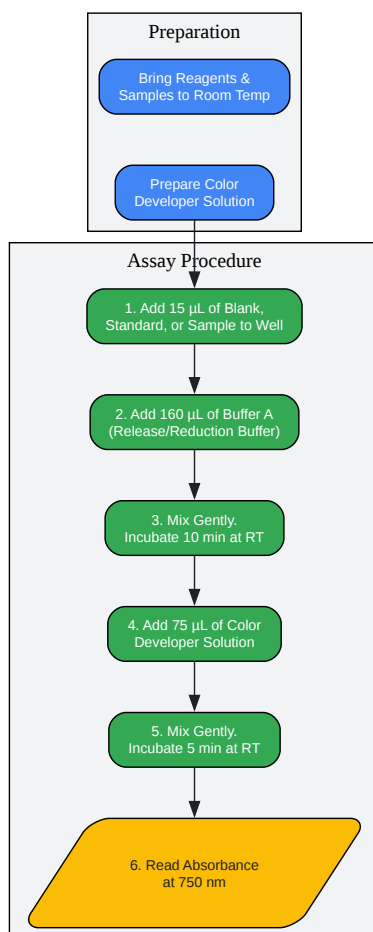 Preparation
Bring Reagents &
Samples to Room Temp
Prepare Color
Developer Solution
Assay Procedure
1. Add 15 µL of Blank,
Standard, or Sample to Well
2. Add 160 µL of Buffer A
(Release/Reduction Buffer)
3. Mix Gently.
Incubate 10 min at RT
4. Add 75 µL of Color
Developer Solution
5. Mix Gently.
Incubate 5 min at RT
6. Read Absorbance
at 750 nm